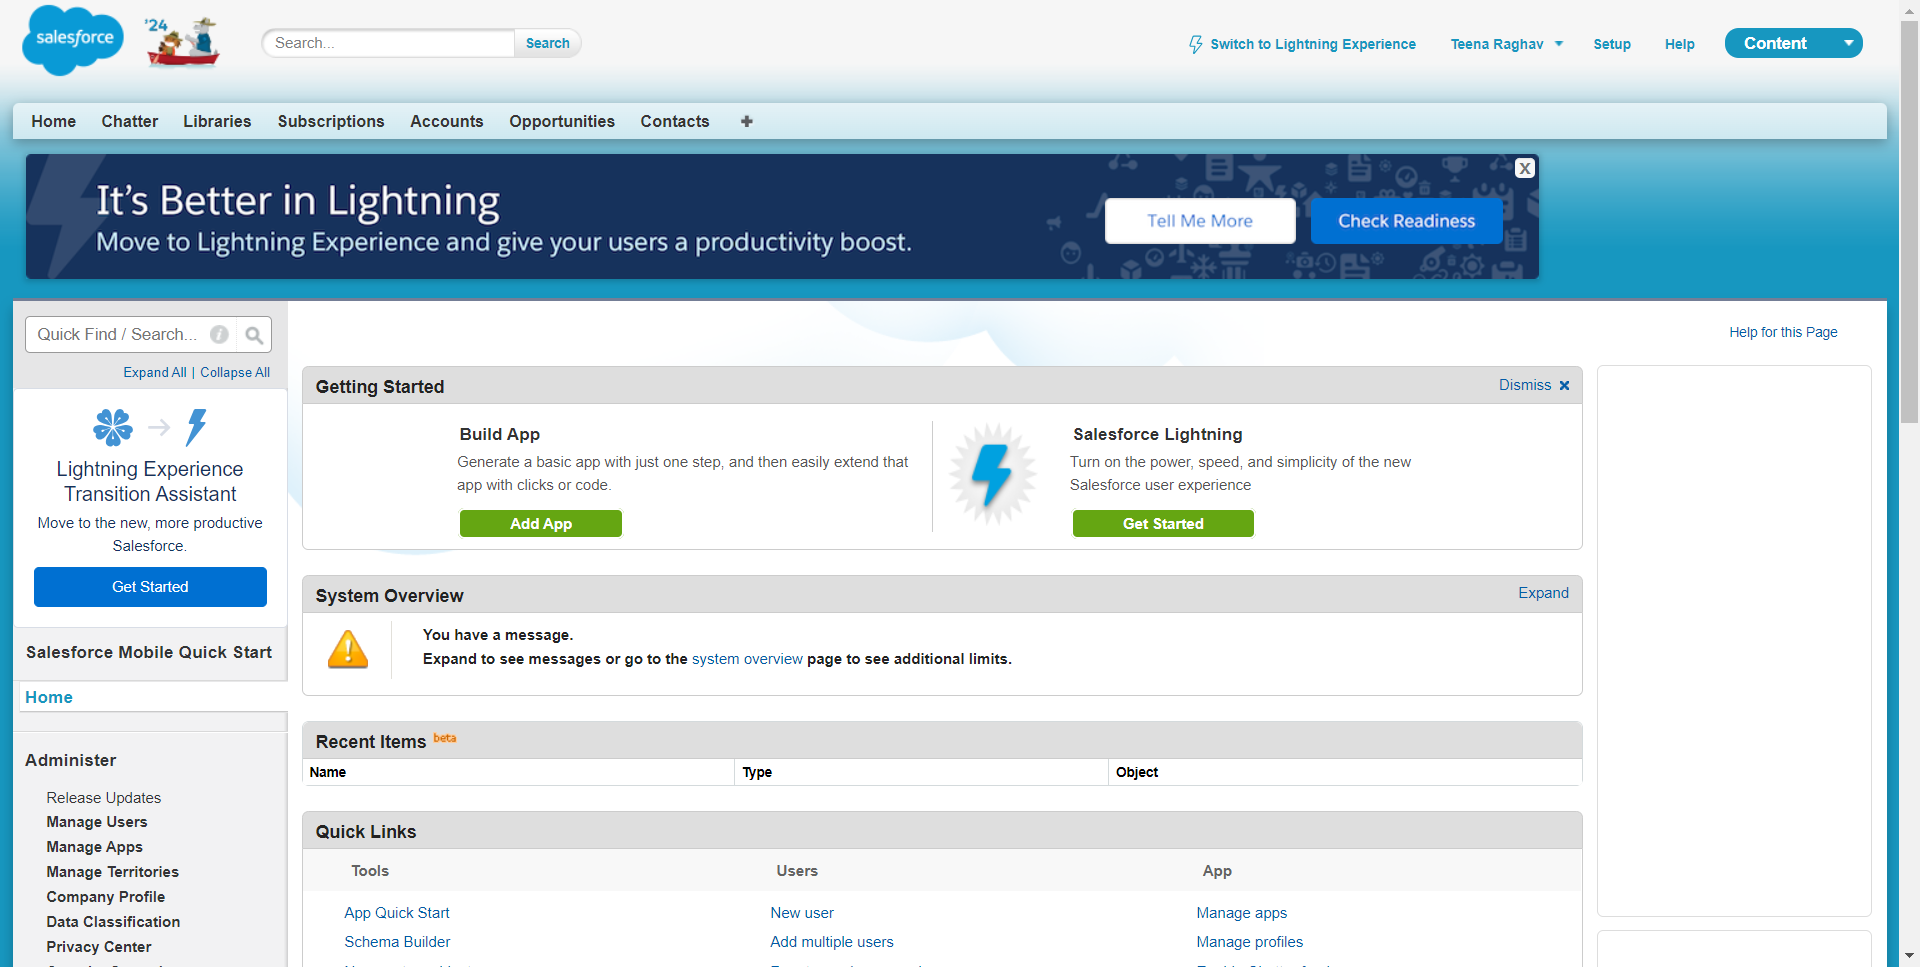 salesforce
'24
Search...
Search
Switch to Lightning Experience
Teena Raghav
Setup
Help
Content
Home
Chatter
Libraries
Subscriptions
Accounts
Opportunities
Contacts
It's Better in Lightning
Move to Lightning Experience and give your users a productivity boost.
Tell Me More
Check Readiness
X
Quick Find / Search...
Expand All | Collapse All
Lightning Experience
Transition Assistant
Move to the new, more productive
Salesforce.
Get Started
Salesforce Mobile Quick Start
Home
Administer
Release Updates
Manage Users
Manage Apps
Manage Territories
Company Profile
Data Classification
Privacy Center
Help for this Page
Getting Started
Dismiss
Build App
Generate a basic app with just one step, and then easily extend that
app with clicks or code.
Add App
Salesforce Lightning
Turn on the power, speed, and simplicity of the new
Salesforce user experience
Get Started
System Overview
Expand
You have a message.
Expand to see messages or go to the system overview page to see additional limits.
Recent Items beta
Name
Type
Object
Quick Links
Tools
Users
App
App Quick Start
New user
Manage apps
Schema Builder
Add multiple users
Manage profiles